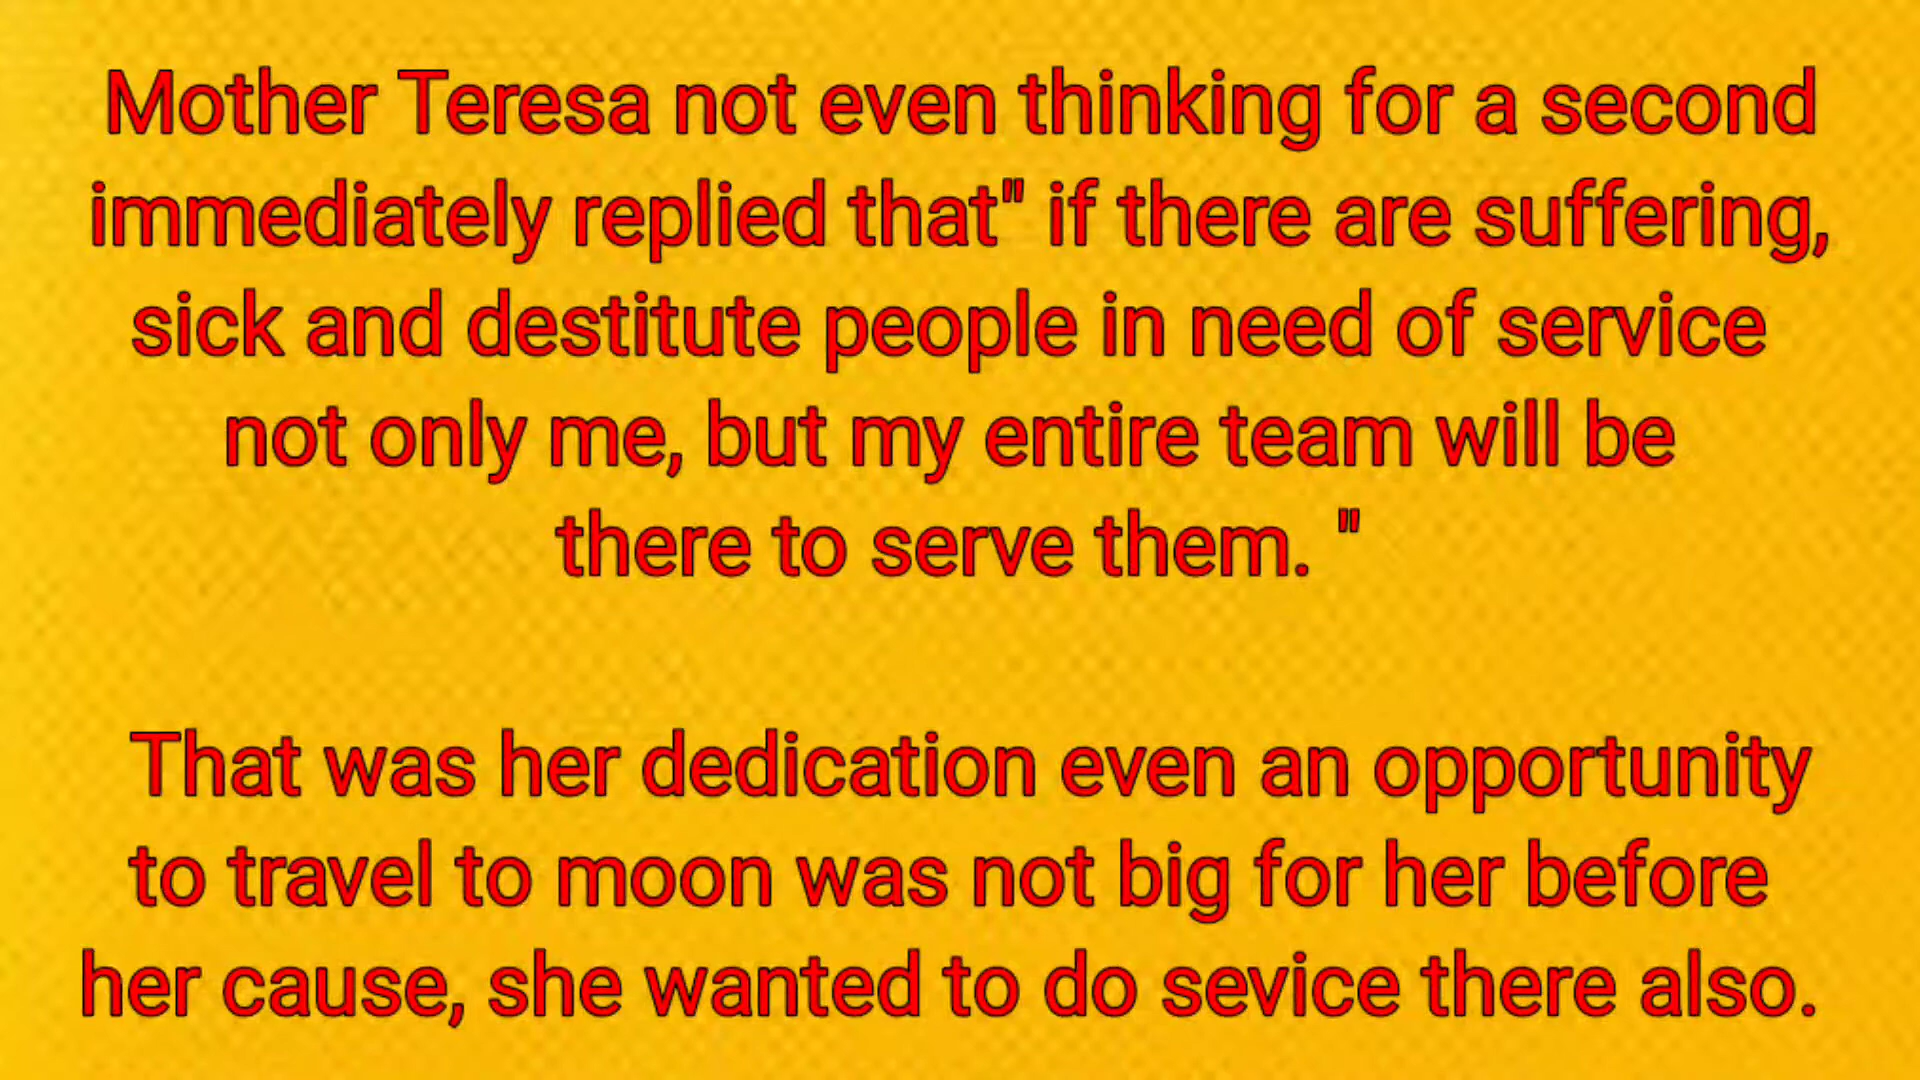 Mother Teresa not even thinking for a second
immediately replied that" if there are suffering,
sick and destitute people in need of service
not only me, but my entire team will be
there to serve them. "
That was her dedication even an opportunity
to travel to moon was not big for her before
her cause, she wanted to do sevice there also.